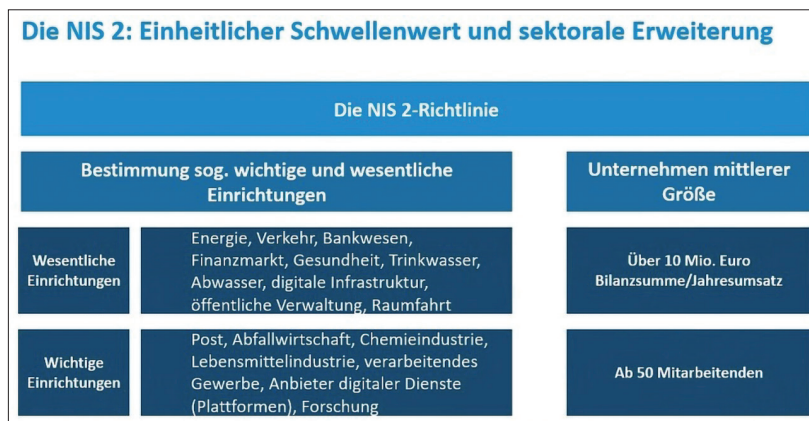 Die NIS 2: Einheitlicher Schwellenwert und sektorale Erweiterung
Die NIS 2-Richtlinie
Bestimmung sog. wichtige und wesentliche
Einrichtungen
Unternehmen mittlerer
Größe
Wesentliche
Einrichtungen
Energie, Verkehr, Bankwesen,
Finanzmarkt, Gesundheit, Trinkwasser,
Abwasser, digitale Infrastruktur,
öffentliche Verwaltung, Raumfahrt
Über 10 Mio. Euro
Bilanzsumme/Jahresumsatz
Wichtige
Einrichtungen
Post, Abfallwirtschaft, Chemieindustrie,
Lebensmittelindustrie, verarbeitendes
Gewerbe, Anbieter digitaler Dienste
(Plattformen), Forschung
Ab 50 Mitarbeitenden